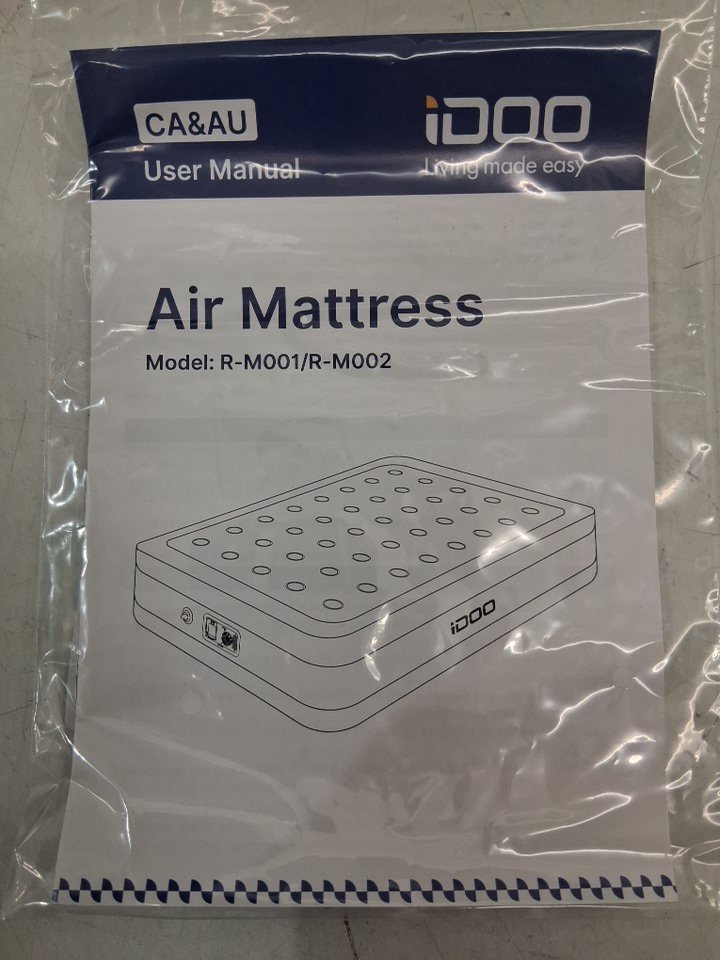 CA&AU
iDOO
User Manual
Living made easy
Air Mattress
Model: R-M001/R-M002
iDOO